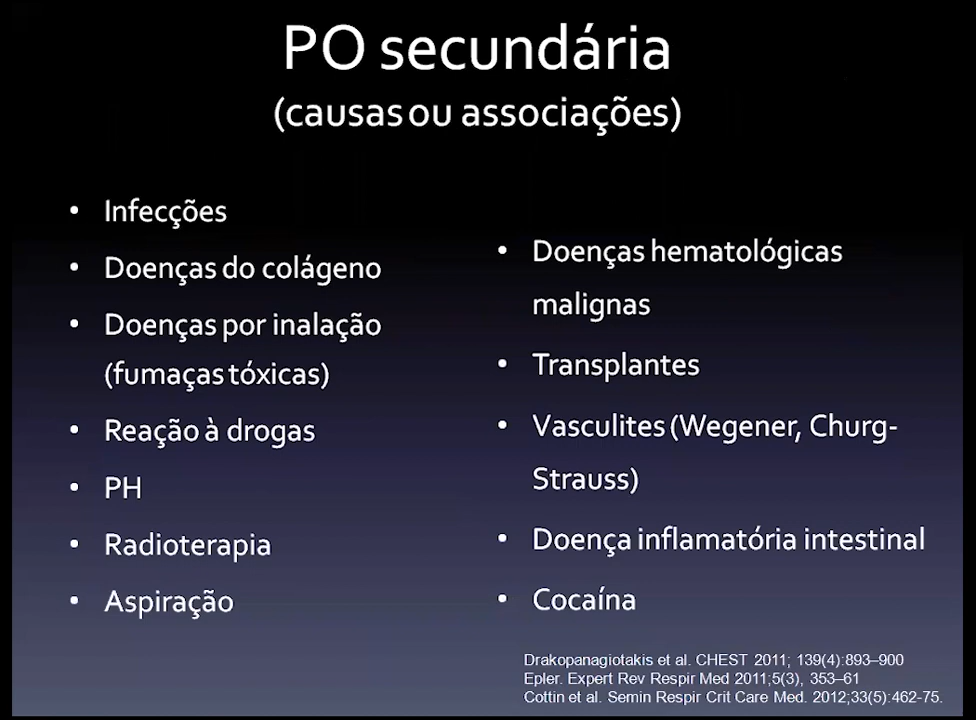 PO secundária
(causas ou associações)
• Infecções
• Doenças do colágeno
• Doenças por inalação
(fumaças tóxicas)
• Reação à drogas
• PH
• Radioterapia
• Aspiração
• Doenças hematológicas
malignas
• Transplantes
• Vasculites (Wegener, Churg-
Strauss)
• Doença inflamatória intestinal
• Cocaína
Drakopanagiotakis et al. CHEST 2011; 139(4):893–900
Epler. Expert Rev Respir Med 2011;5(3), 353–61
Cottin et al. Semin Respir Crit Care Med. 2012;33(5):462-75.